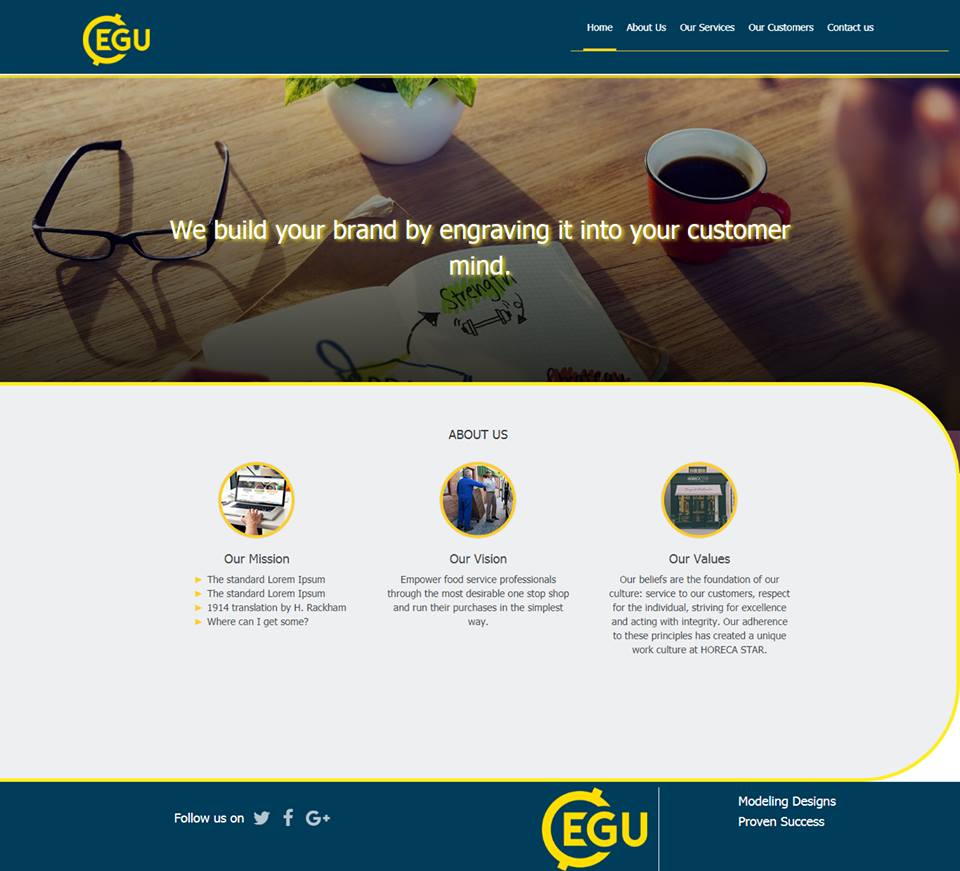 EGU
Home About Us Our Services Our Customers Contact us
We build your brand by engraving it into your customer
mind.
Strength
ABOUT US
Our Mission
The standard Lorem Ipsum
The standard Lorem Ipsum
1914 translation by H. Rackham
Where can I get some?
Our Vision
Empower food service professionals
through the most desirable one stop shop
and run their purchases in the simplest
way.
Our Values
Our beliefs are the foundation of our
culture: service to our customers, respect
for the individual, striving for excellence
and acting with integrity. Our adherence
to these principles has created a unique
work culture at HORECA STAR.
Follow us on
G+
EGU
Modeling Designs
Proven Success